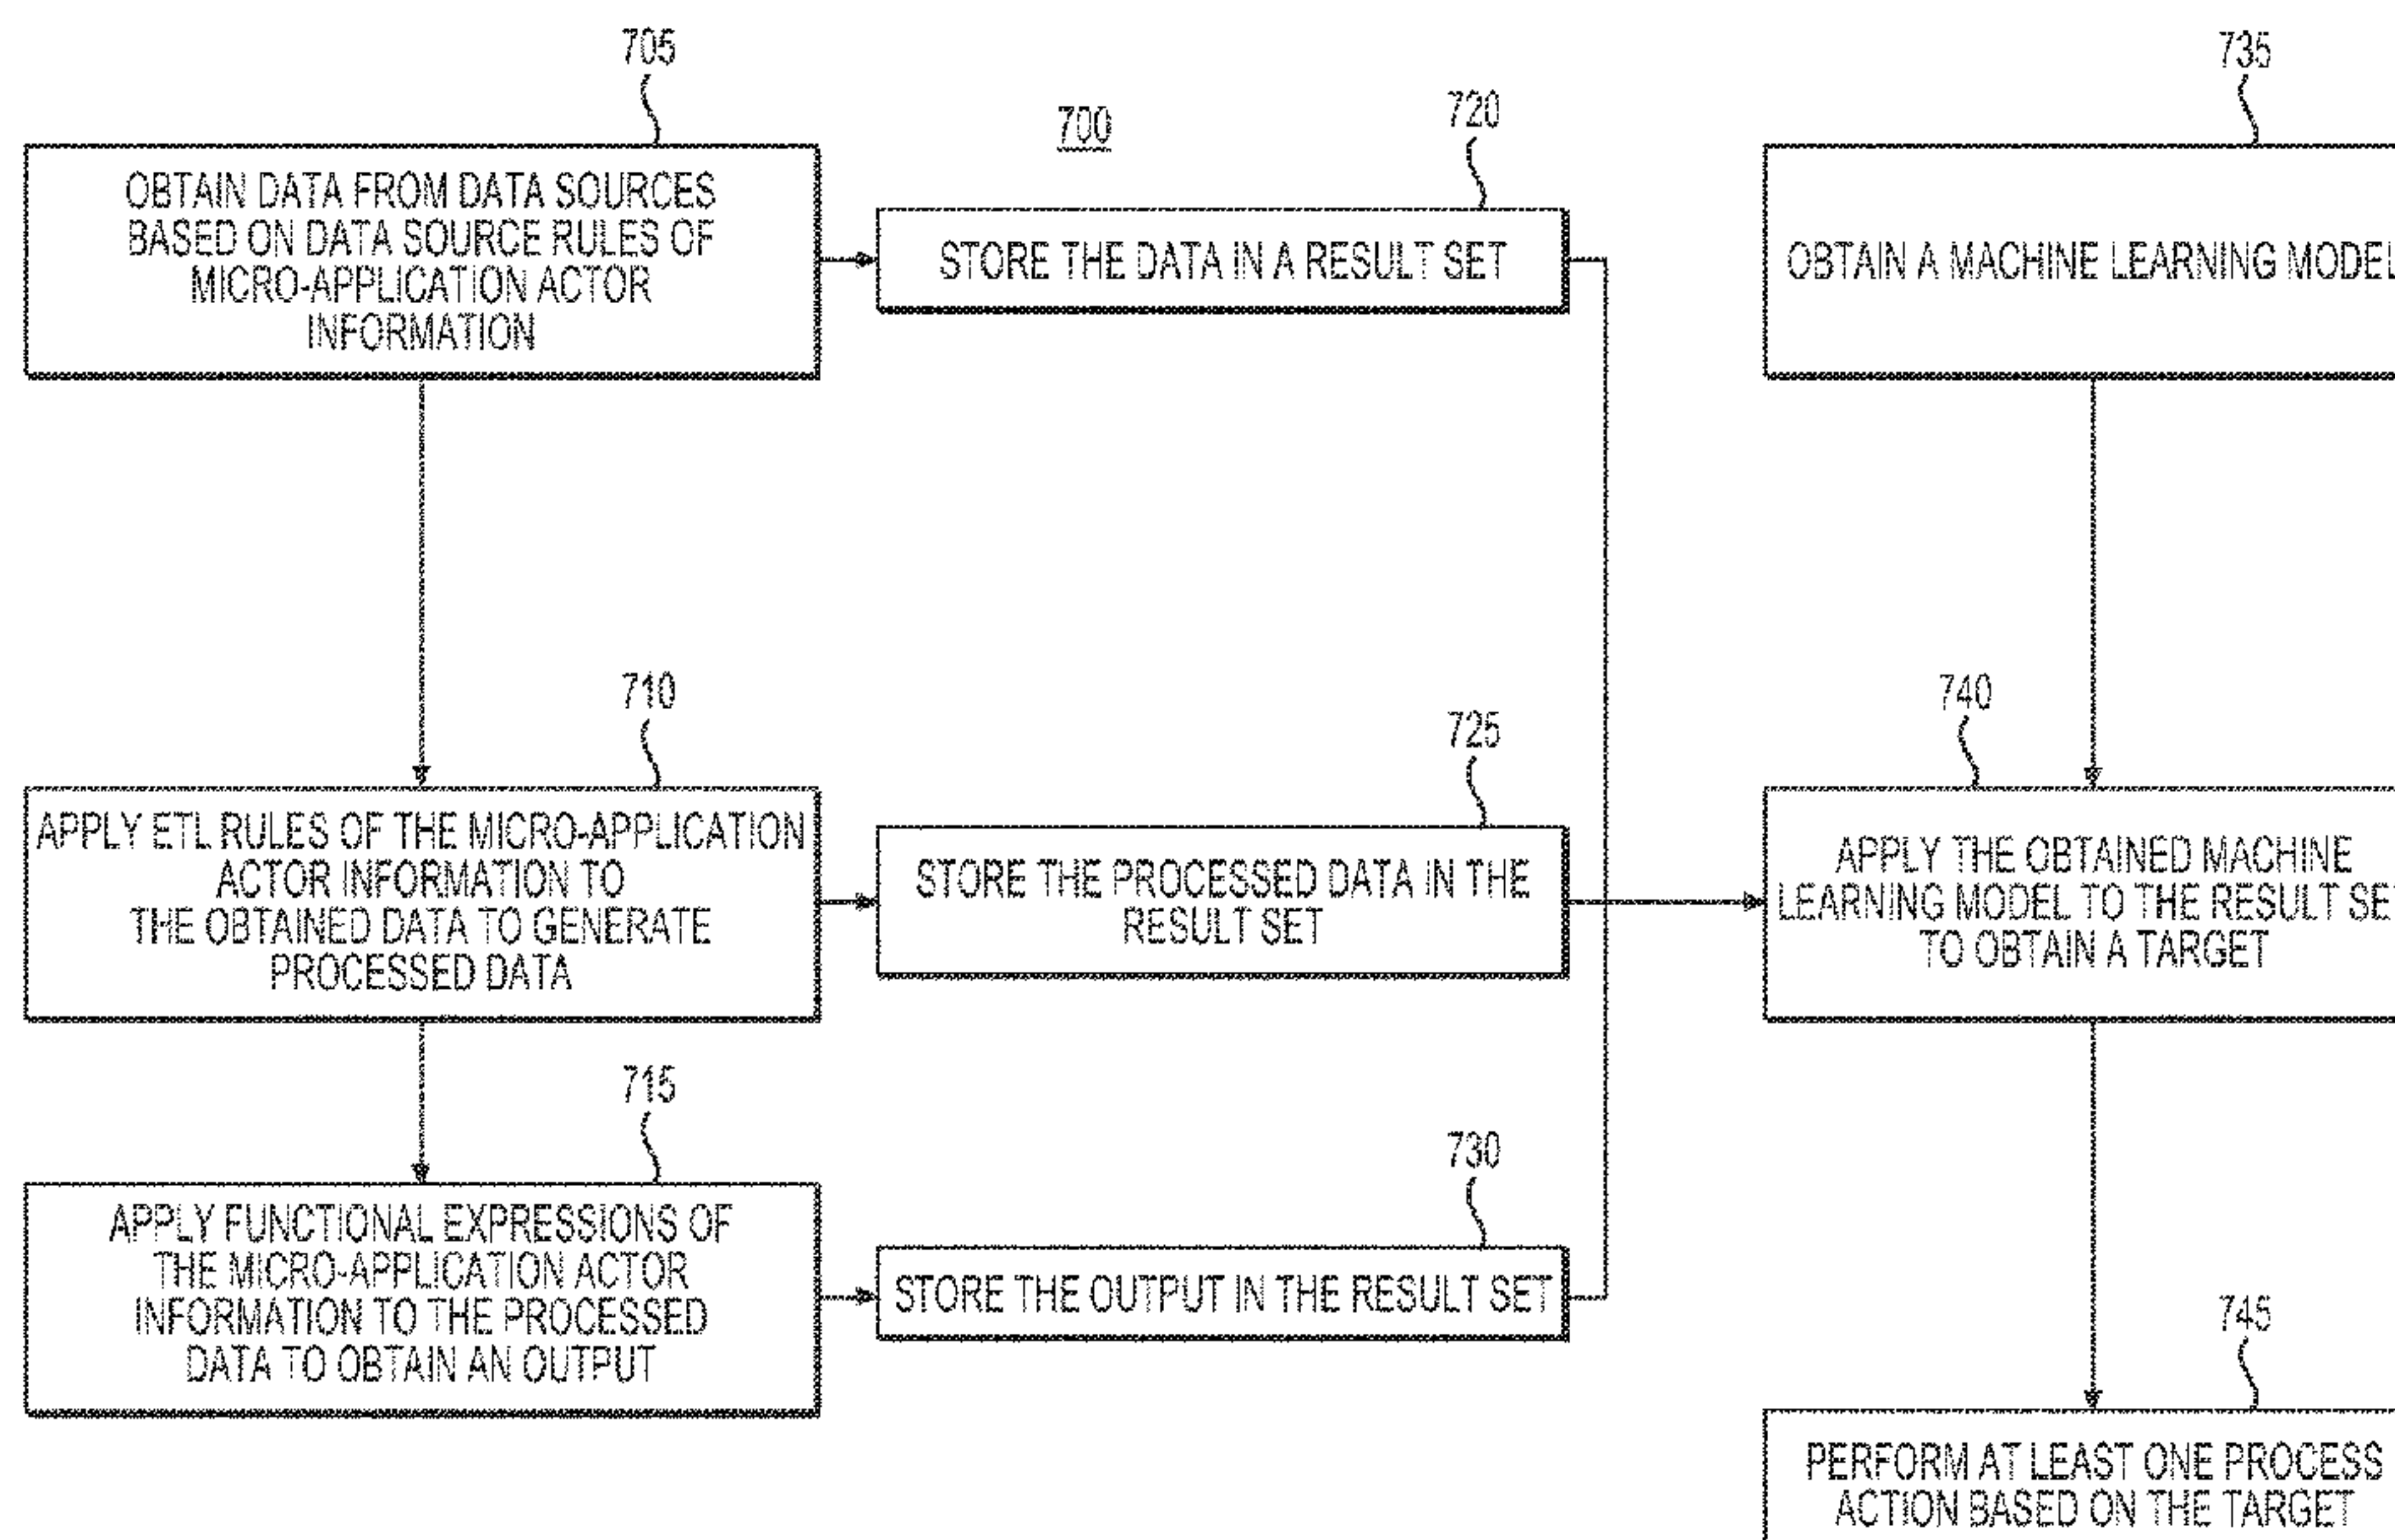 705
OBTAIN DATA FROM DATA SOURCES
BASED ON DATA SOURCE RULES OF
MICRO-APPLICATION ACTOR
INFORMATION
700
720
STORE THE DATA IN A RESULT SET
735
OBTAIN A MACHINE LEARNING MODEL
710
APPLY ETL RULES OF THE MICRO-APPLICATION
ACTOR INFORMATION TO
THE OBTAINED DATA TO GENERATE
PROCESSED DATA
725
STORE THE PROCESSED DATA IN THE
RESULT SET
740
APPLY THE OBTAINED MACHINE
LEARNING MODEL TO THE RESULT SET
TO OBTAIN A TARGET
715
APPLY FUNCTIONAL EXPRESSIONS OF
THE MICRO-APPLICATION ACTOR
INFORMATION TO THE PROCESSED
DATA TO OBTAIN AN OUTPUT
730
STORE THE OUTPUT IN THE RESULT SET
745
PERFORM AT LEAST ONE PROCESS
ACTION BASED ON THE TARGET